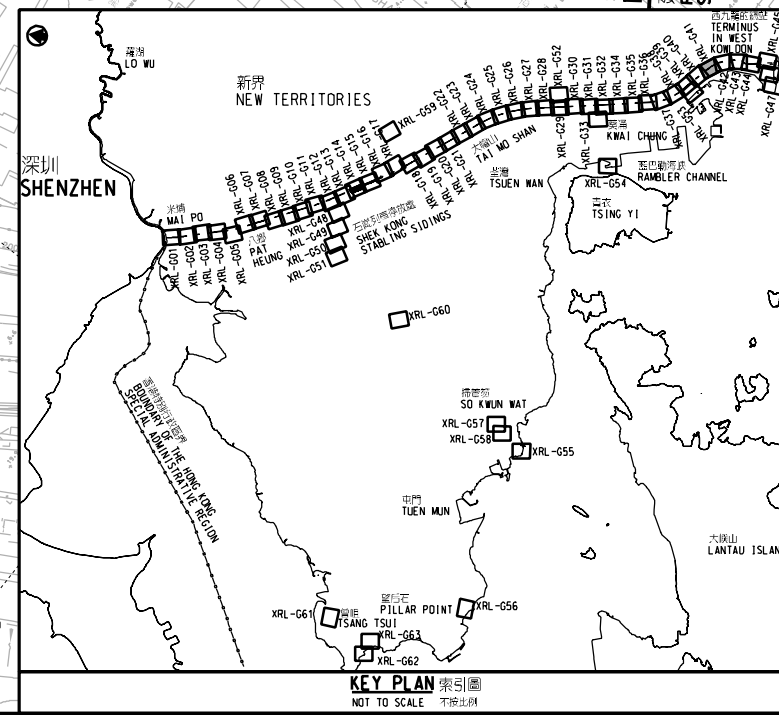 羅湖
LO WU
新界
NEW TERRITORIES
深圳
SHENZHEN
米埔
MAI PO
XRL-G01
XRL-G02
XRL-G03
XRL-G04
XRL-G05
XRL-G06
XRL-G07
XRL-G08
XRL-G09
XRL-G10
XRL-G11
XRL-G12
XRL-G13
XRL-G14
XRL-G15
XRL-G16
XRL-G17
XRL-G59
八鄉
PAT
HEUNG
XRL-G48
XRL-G49
XRL-G50
XRL-G51
石崗列車停放處
SHEK KONG
STABLING SIDINGS
XRL-G18
XRL-G19
XRL-G20
XRL-G21
XRL-G22
XRL-G23
XRL-G24
XRL-G25
XRL-G26
XRL-G27
XRL-G28
XRL-G52
XRL-G29
XRL-G30
XRL-G31
XRL-G32
XRL-G33
XRL-G34
XRL-G35
XRL-G36
XRL-G39
XRL-G40
XRL-G41
XRL-G42
XRL-G43
XRL-G44
XRL-G47
大帽山
TAI MO SHAN
荃灣
TSUEN WAN
西九龍總站
TERMINUS
IN WEST
KOWLOON
葵涌
KWAI CHUNG
藍巴勒海峽
RAMBLER CHANNEL
XRL-G54
青衣
TSING YI
XRL-G60
香港特別行政區界
BOUNDARY OF THE HONG KONG
SPECIAL ADMINISTRATIVE REGION
掃管笏
SO KWUN WAT
XRL-G57
XRL-G58
XRL-G55
屯門
TUEN MUN
大嶼山
LANTAU ISLAN
XRL-G61
曾咀
TSANG TSUI
望后石
PILLAR POINT
XRL-G56
XRL-G63
XRL-G62
KEY PLAN 索引圖
NOT TO SCALE 不按比例